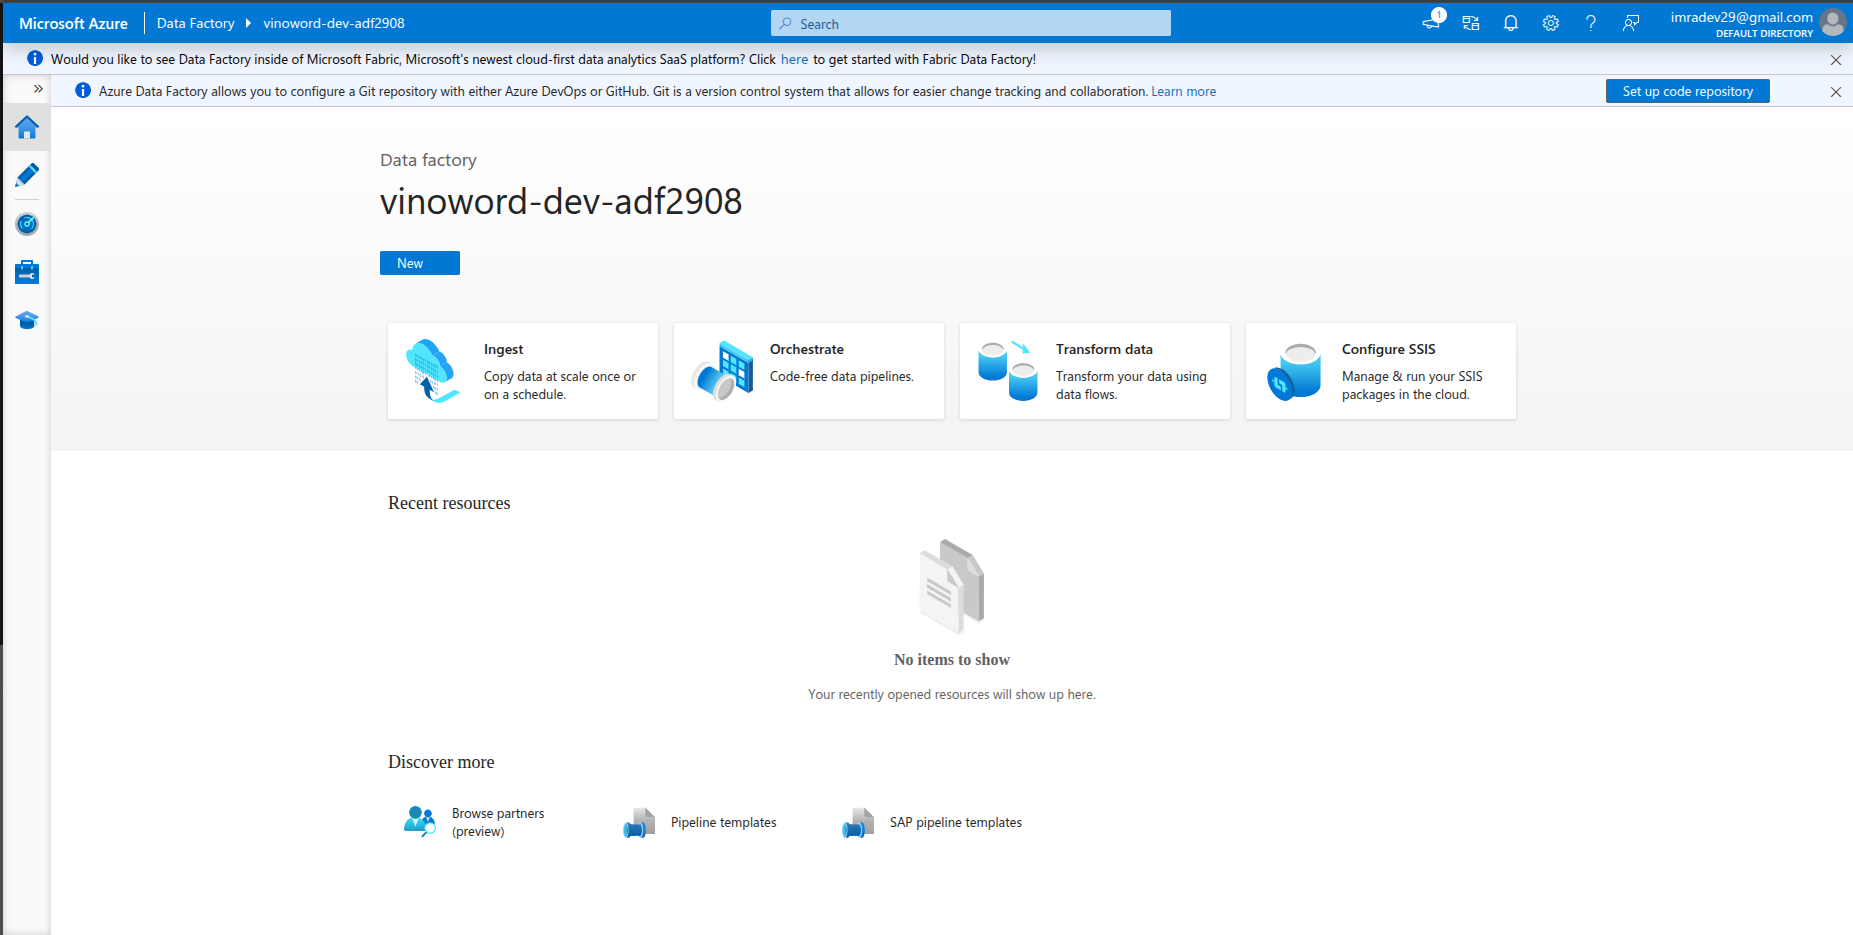 Microsoft Azure
Data Factory
vinoword-dev-adf2908
Search
1
imradev29@gmail.com
DEFAULT DIRECTORY
Would you like to see Data Factory inside of Microsoft Fabric, Microsoft's newest cloud-first data analytics SaaS platform? Click here to get started with Fabric Data Factory!
Azure Data Factory allows you to configure a Git repository with either Azure DevOps or GitHub. Git is a version control system that allows for easier change tracking and collaboration. Learn more
Set up code repository
Data factory
vinoword-dev-adf2908
New
Ingest
Copy data at scale once or
on a schedule.
Orchestrate
Code-free data pipelines.
Transform data
Transform your data using
data flows.
Configure SSIS
Manage & run your SSIS
packages in the cloud.
Recent resources
No items to show
Your recently opened resources will show up here.
Discover more
Browse partners
(preview)
Pipeline templates
SAP pipeline templates